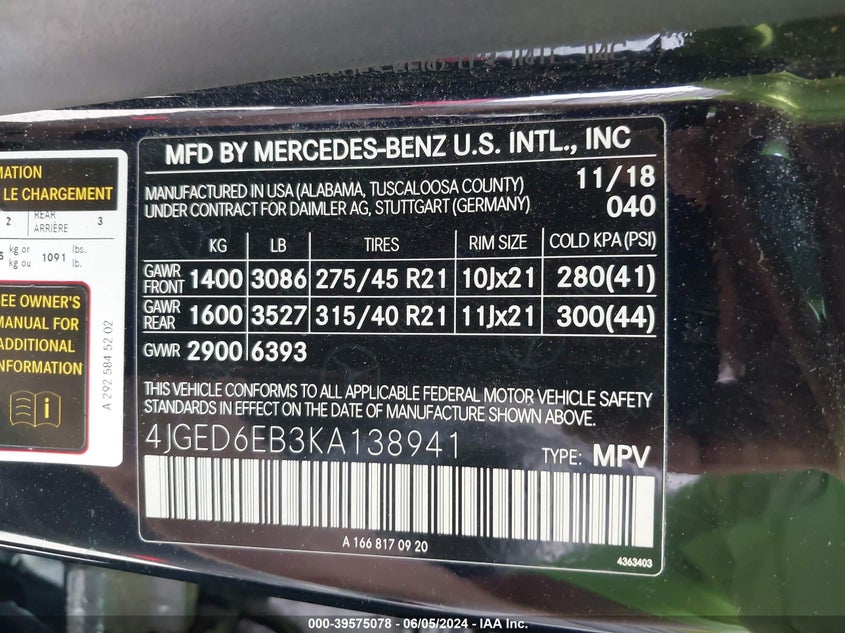 MATION
LE CHARGEMENT
2 REAR ARRIÈRE 3
kg or kg ou 1091 lbs. lb.
SEE OWNER'S
MANUAL FOR
ADDITIONAL
INFORMATION
A 292 584 52 02
MFD BY MERCEDES-BENZ U.S. INTL., INC
MANUFACTURED IN USA (ALABAMA, TUSCALOOSA COUNTY) 11/18
UNDER CONTRACT FOR DAIMLER AG, STUTTGART (GERMANY) 040
KG LB TIRES RIM SIZE COLD KPA (PSI)
GAWR FRONT 1400 3086 275/45 R21 10Jx21 280(41)
GAWR REAR 1600 3527 315/40 R21 11Jx21 300(44)
GVWR 2900 6393
THIS VEHICLE CONFORMS TO ALL APPLICABLE FEDERAL MOTOR VEHICLE SAFETY
STANDARDS IN EFFECT ON THE DATE OF MANUFACTURE SHOWN ABOVE.
4JGED6EB3KA138941 TYPE: MPV
A 166 817 09 20
4363403
000-39575078 - 06/05/2024 - IAA Inc.